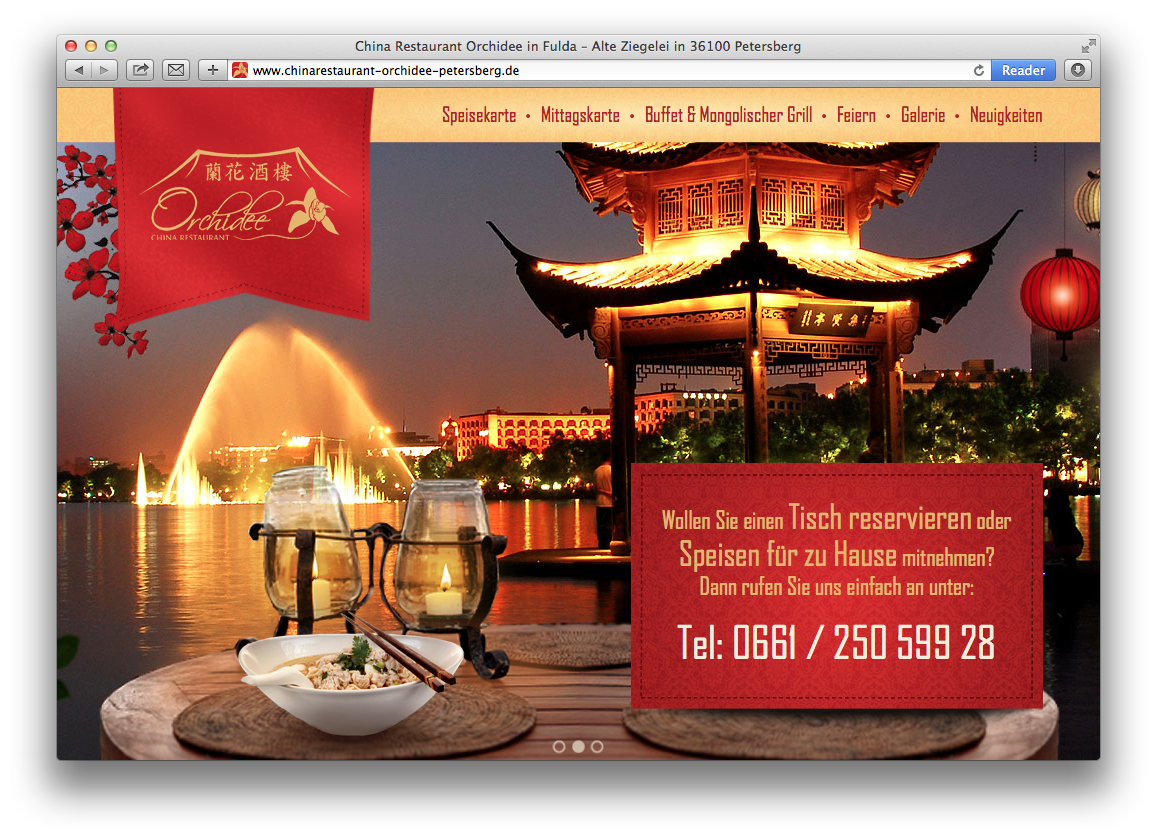 China Restaurant Orchidee in Fulda – Alte Ziegelei in 36100 Petersberg
www.chinarestaurant-orchidee-petersberg.de
Reader
Speisekarte • Mittagskarte • Buffet & Mongolischer Grill • Feiern • Galerie • Neuigkeiten
蘭花酒樓
Orchidee
CHINA RESTAURANT
Wollen Sie einen Tisch reservieren oder
Speisen für zu Hause mitnehmen?
Dann rufen Sie uns einfach an unter:
Tel: 0661 / 250 599 28